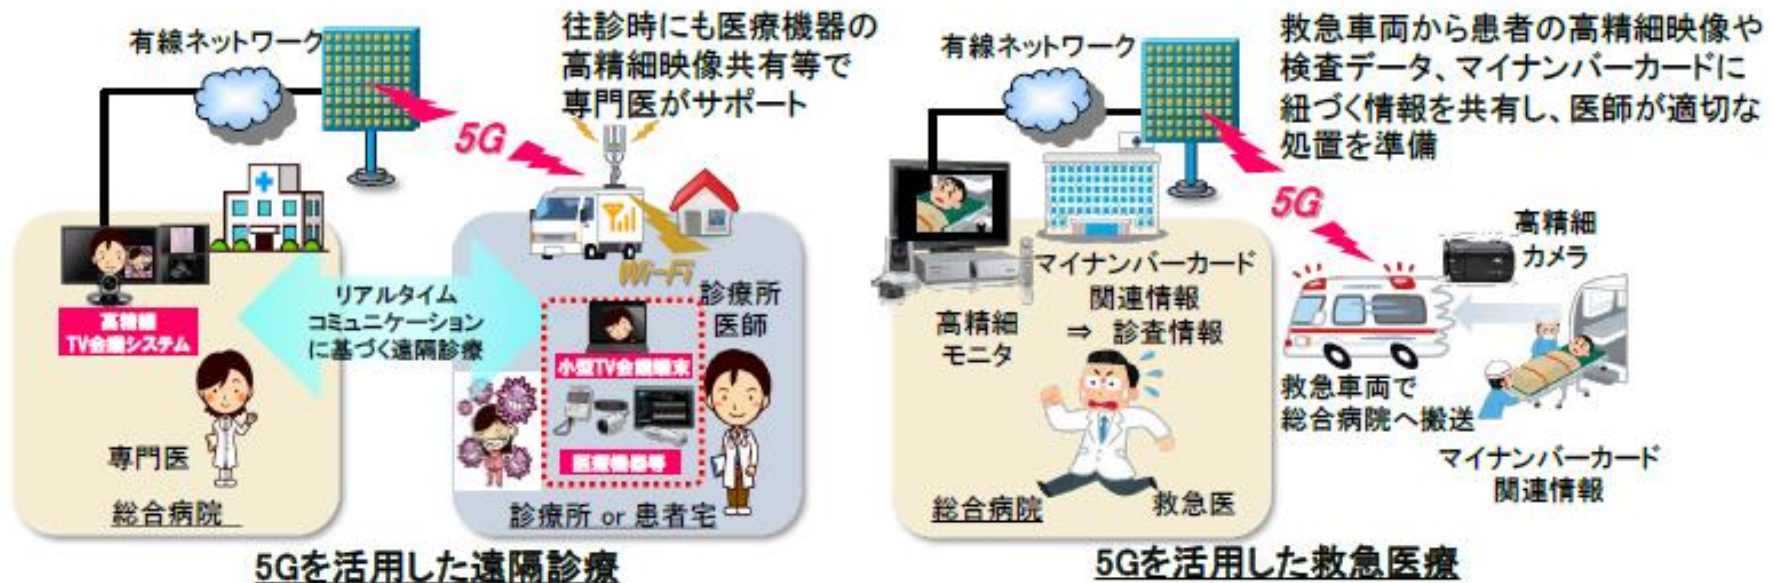 有線ネットワーク
5G
往診時にも医療機器の
高精細映像共有等で
専門医がサポート
Wi-Fi
高精細
TV会議システム
リアルタイム
コミュニケーション
に基づく遠隔診療
専門医
総合病院
診療所
医師
小型TV会議端末
医療機器等
診療所 or 患者宅
5Gを活用した遠隔診療
有線ネットワーク
救急車両から患者の高精細映像や
検査データ、マイナンバーカードに
紐づく情報を共有し、医師が適切な
処置を準備
5G
高精細
カメラ
高精細
モニタ
マイナンバーカード
関連情報
⇒ 診査情報
救急医
総合病院
救急車両で
総合病院へ搬送
マイナンバーカード
関連情報
5Gを活用した救急医療